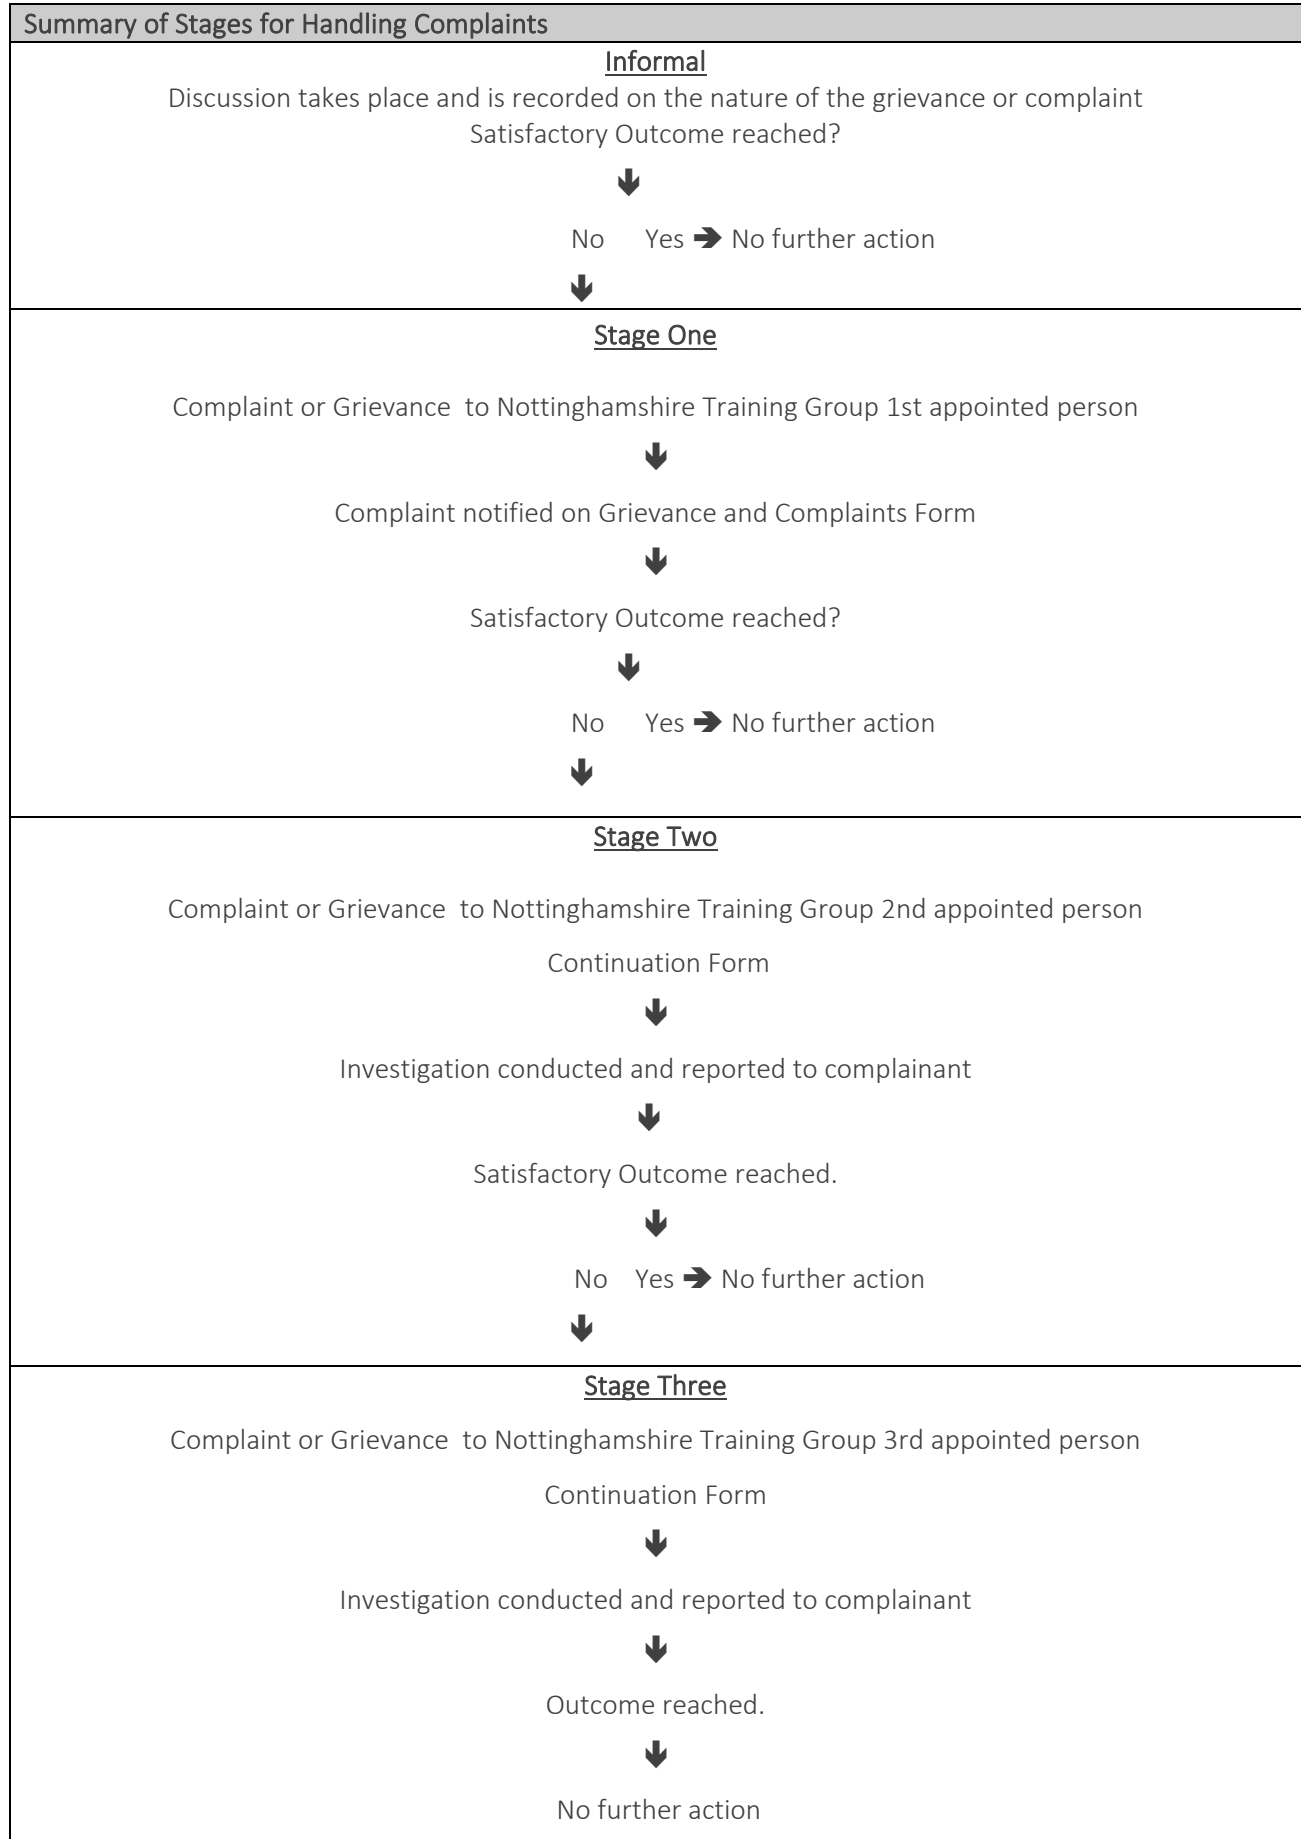 Summary of Stages for Handling Complaints
Informal
Discussion takes place and is recorded on the nature of the grievance or complaint
Satisfactory Outcome reached?
No Yes ➔ No further action
Stage One
Complaint or Grievance to Nottinghamshire Training Group 1st appointed person
Complaint notified on Grievance and Complaints Form
Satisfactory Outcome reached?
No Yes ➔ No further action
Stage Two
Complaint or Grievance to Nottinghamshire Training Group 2nd appointed person
Continuation Form
Investigation conducted and reported to complainant
Satisfactory Outcome reached.
No Yes ➔ No further action
Stage Three
Complaint or Grievance to Nottinghamshire Training Group 3rd appointed person
Continuation Form
Investigation conducted and reported to complainant
Outcome reached.
No further action